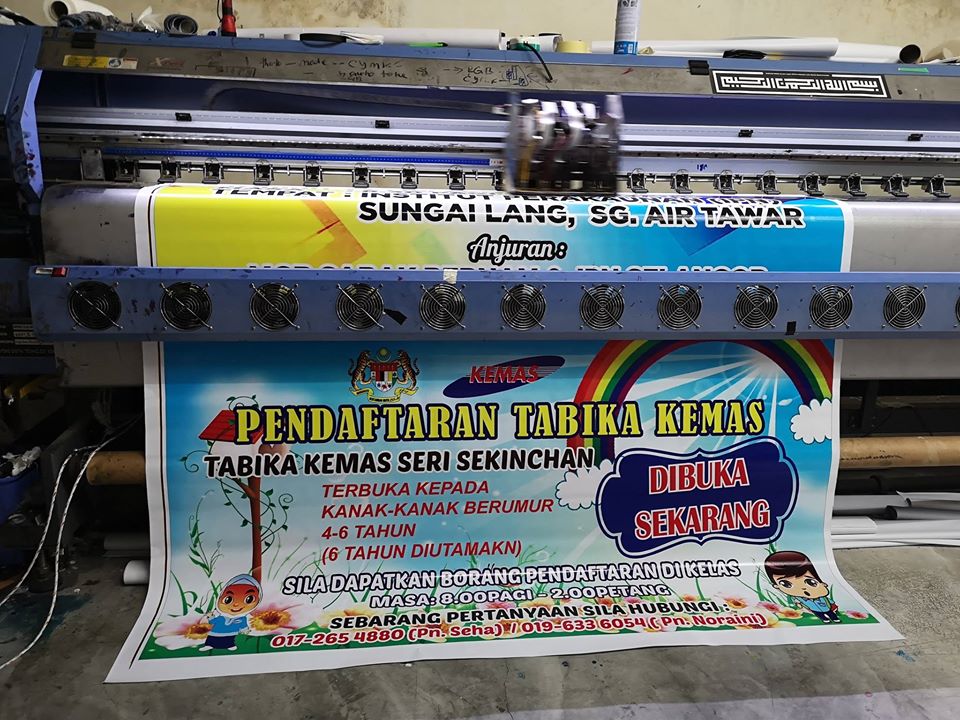 SUNGAI LANG, SG. AIR TAWAR
Anjuran :
KEMAS
PENDAFTARAN TABIKA KEMAS
TABIKA KEMAS SERI SEKINCHAN
TERBUKA KEPADA
KANAK-KANAK BERUMUR
4-6 TAHUN
(6 TAHUN DIUTAMAKN)
DIBUKA
SEKARANG
SILA DAPATKAN BORANG PENDAFTARAN DI KELAS
MASA: 8.00PAGI - 2.00PETANG
SEBARANG PERTANYAAN SILA HUBUNGI :
017-265 4880 (Pn. Seha) / 019-633 6054 ( Pn. Noraini)